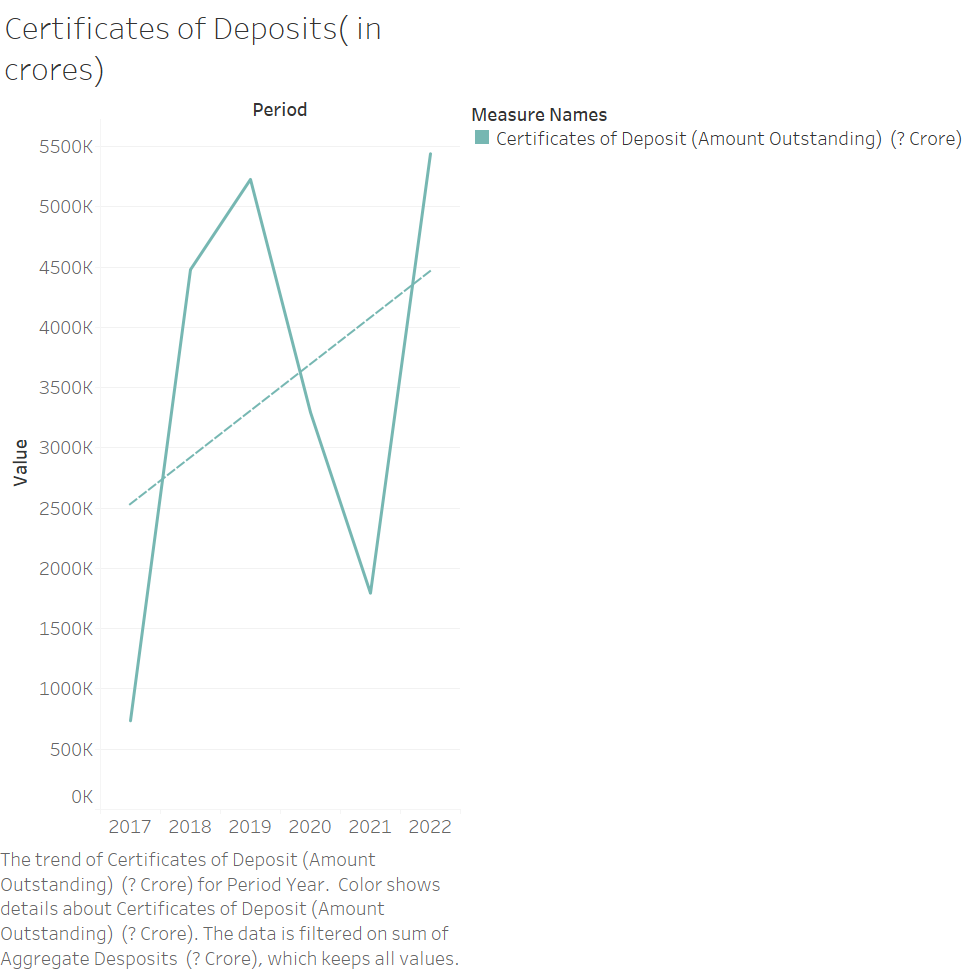 Certificates of Deposits( in
crores)
Period
Measure Names
Certificates of Deposit (Amount Outstanding)  (? Crore)
5500K
5000K
4500K
4000K
3500K
3000K
2500K
2000K
1500K
1000K
500K
0K
Value
2017 2018 2019 2020 2021 2022
The trend of Certificates of Deposit (Amount
Outstanding)  (? Crore) for Period Year.  Color shows
details about Certificates of Deposit (Amount
Outstanding)  (? Crore). The data is filtered on sum of
Aggregate Desposits  (? Crore), which keeps all values.